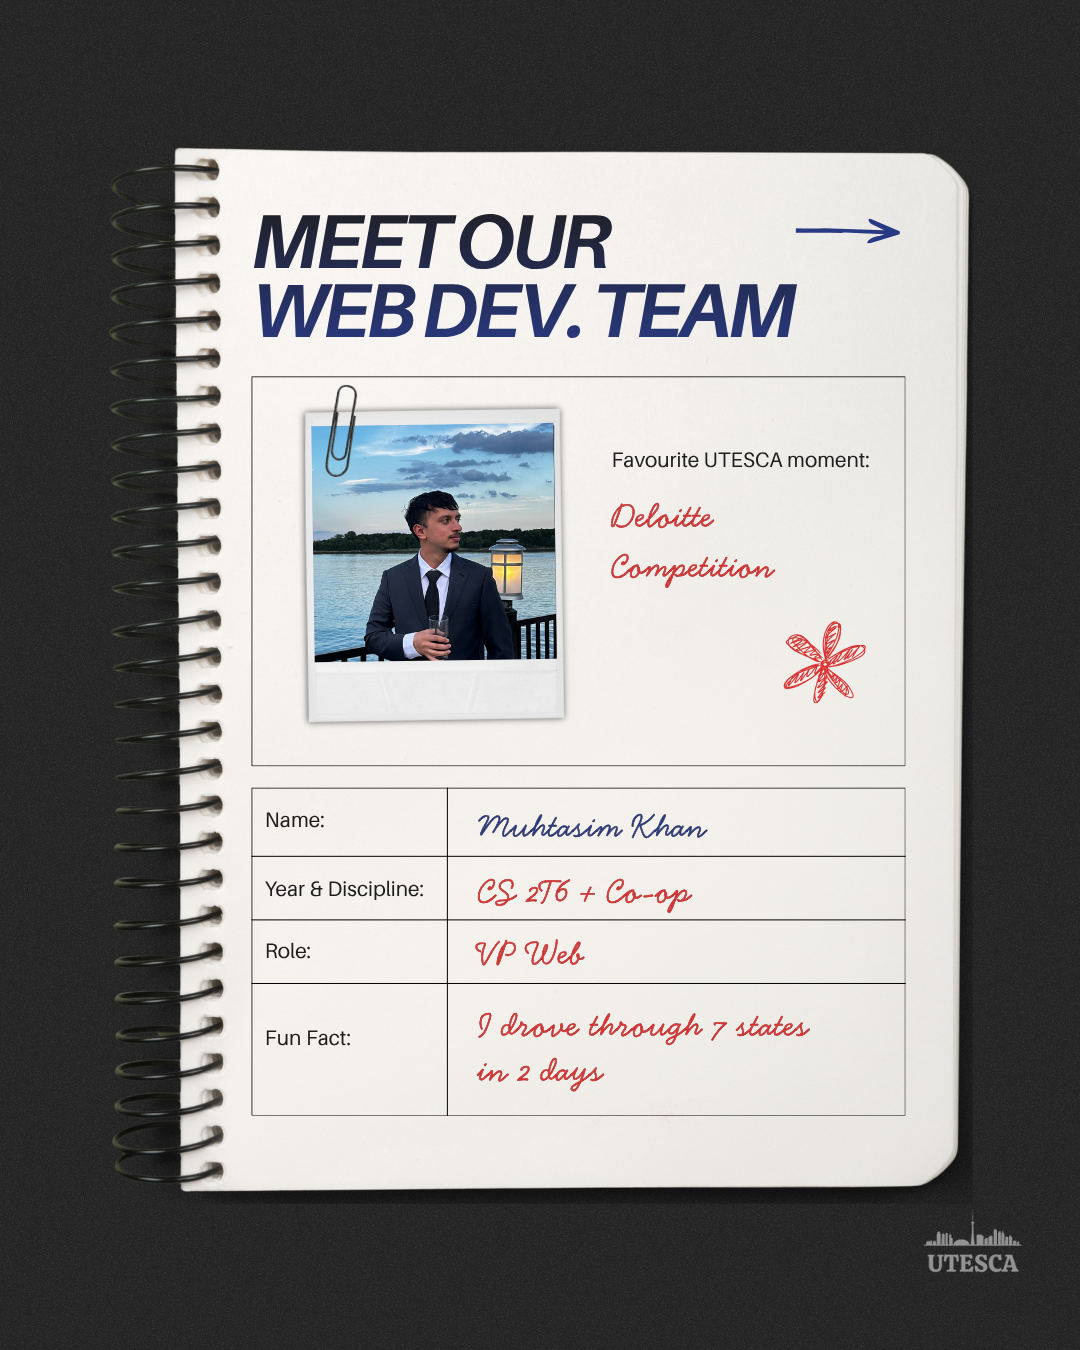 MEET OUR
WEB DEV. TEAM
Favourite UTESCA moment:
Deloitte
Competition
Name:
Muhtasim Khan
Year & Discipline:
CS 2T6 + Co-op
Role:
VP Web
Fun Fact:
I drove through 7 states
in 2 days
UTESCA